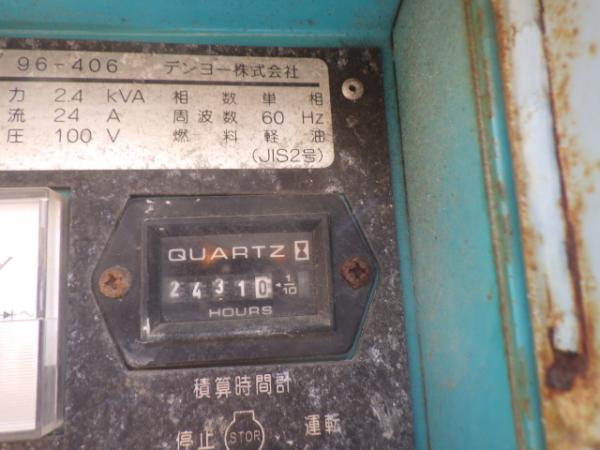 96-406 デンヨー株式会社
力 2.4 kVA 相数 単相
流 24 A 周波数 60 Hz
圧 100 V 燃料 軽油
(JIS2号)
QUARTZ
24310 1/10
HOURS
積算時間計
停止 STOP 運転